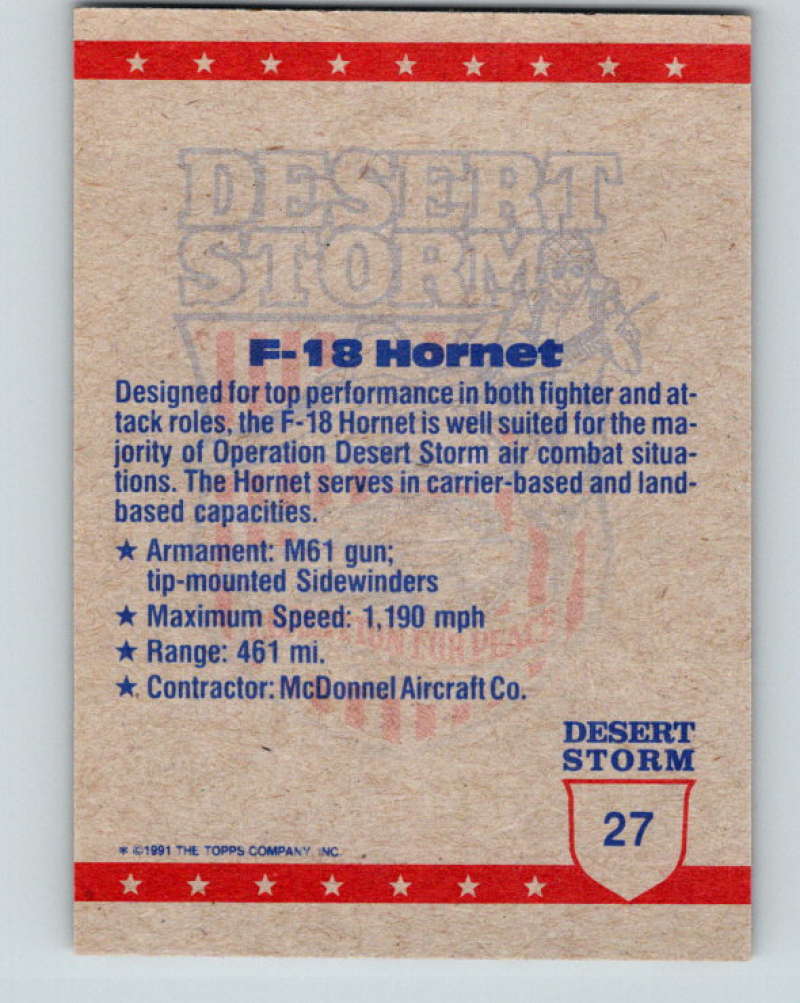 DESERT
STORM
F-18 Hornet
Designed for top performance in both fighter and at-
tack roles, the F-18 Hornet is well suited for the ma-
jority of Operation Desert Storm air combat situa-
tions. The Hornet serves in carrier-based and land-
based capacities.
★ Armament: M61 gun;
tip-mounted Sidewinders
★ Maximum Speed: 1,190 mph
★ Range: 461 mi.
★ Contractor: McDonnel Aircraft Co.
FOR PEACE
DESERT
STORM
27
* ©1991 THE TOPPS COMPANY, INC.